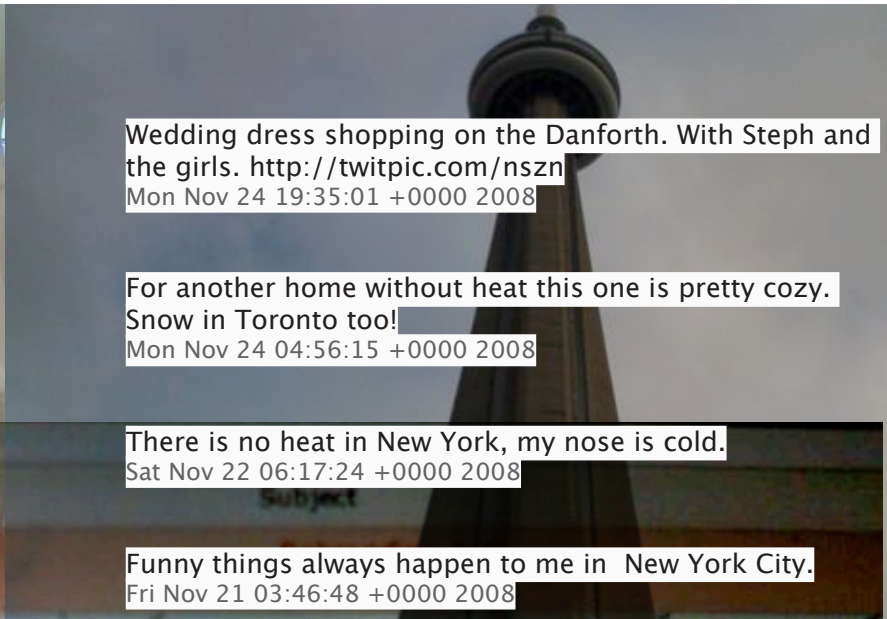 Wedding dress shopping on the Danforth. With Steph and
the girls. http://twitpic.com/nszn
Mon Nov 24 19:35:01 +0000 2008
For another home without heat this one is pretty cozy.
Snow in Toronto too!
Mon Nov 24 04:56:15 +0000 2008
There is no heat in New York, my nose is cold.
Sat Nov 22 06:17:24 +0000 2008
Subject
Funny things always happen to me in  New York City.
Fri Nov 21 03:46:48 +0000 2008